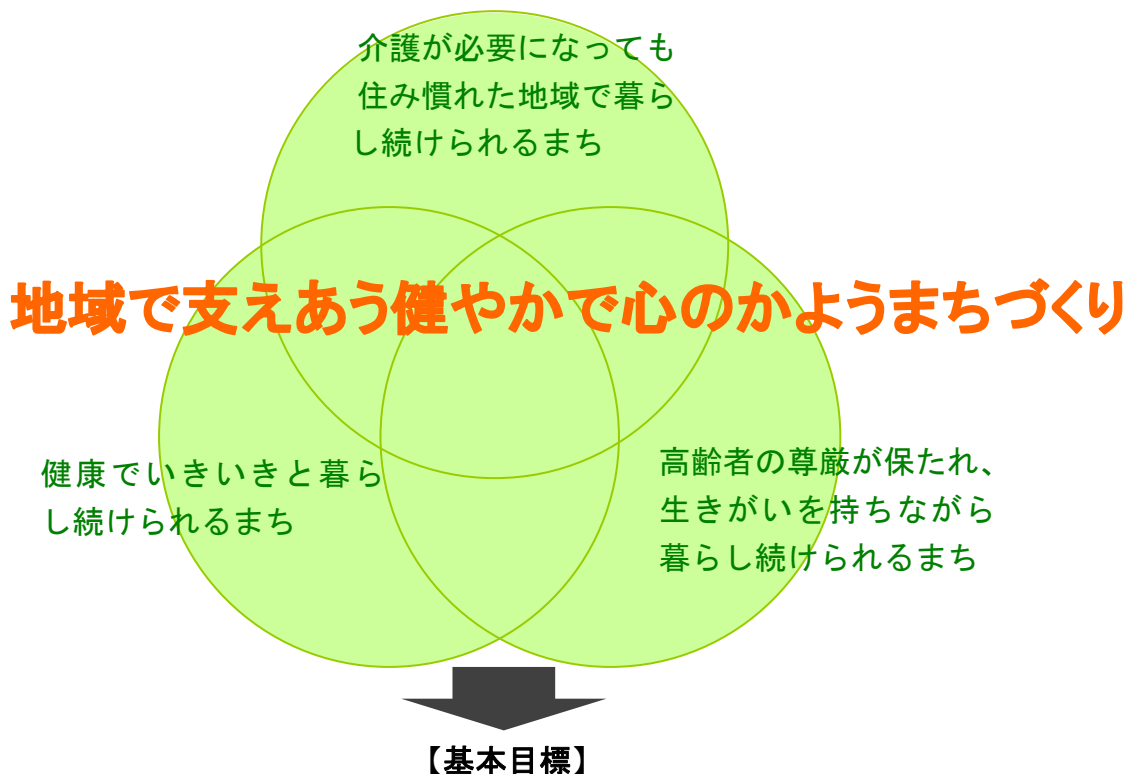 介護が必要になっても
住み慣れた地域で暮ら
し続けられるまち
地域で支えあう健やかで心のかようまちづくり
健康でいきいきと暮ら
し続けられるまち
高齢者の尊厳が保たれ、
生きがいを持ちながら
暮らし続けられるまち
【基本目標】